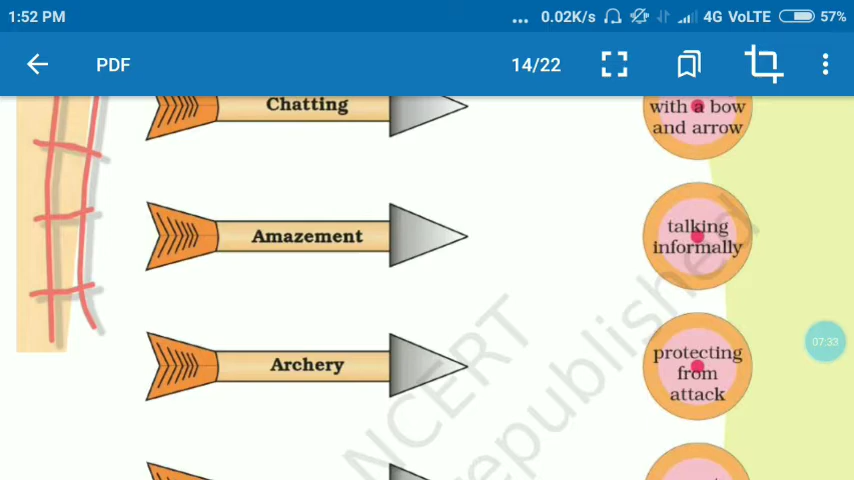 1:52 PM
... 0.02K/s 4G VoLTE 57%
PDF
14/22
Chatting
with a bow
and arrow
Amazement
talking
informally
Archery
protecting
from
attack
07:33
NCERT
republished